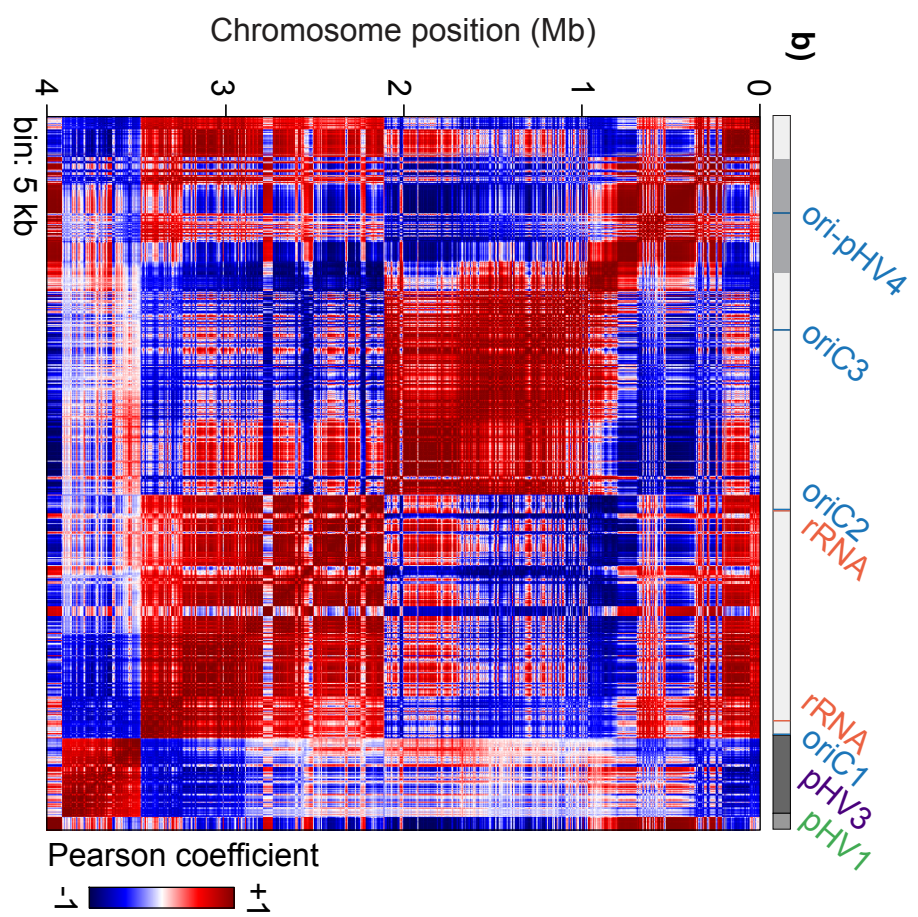 b)
Chromosome position (Mb)
4
3
2
1
0
bin: 5 kb
ori-pHV4
oriC3
oriC2
rRNA
rRNA
oriC1
pHV3
pHV1
Pearson coefficient
-1
+1